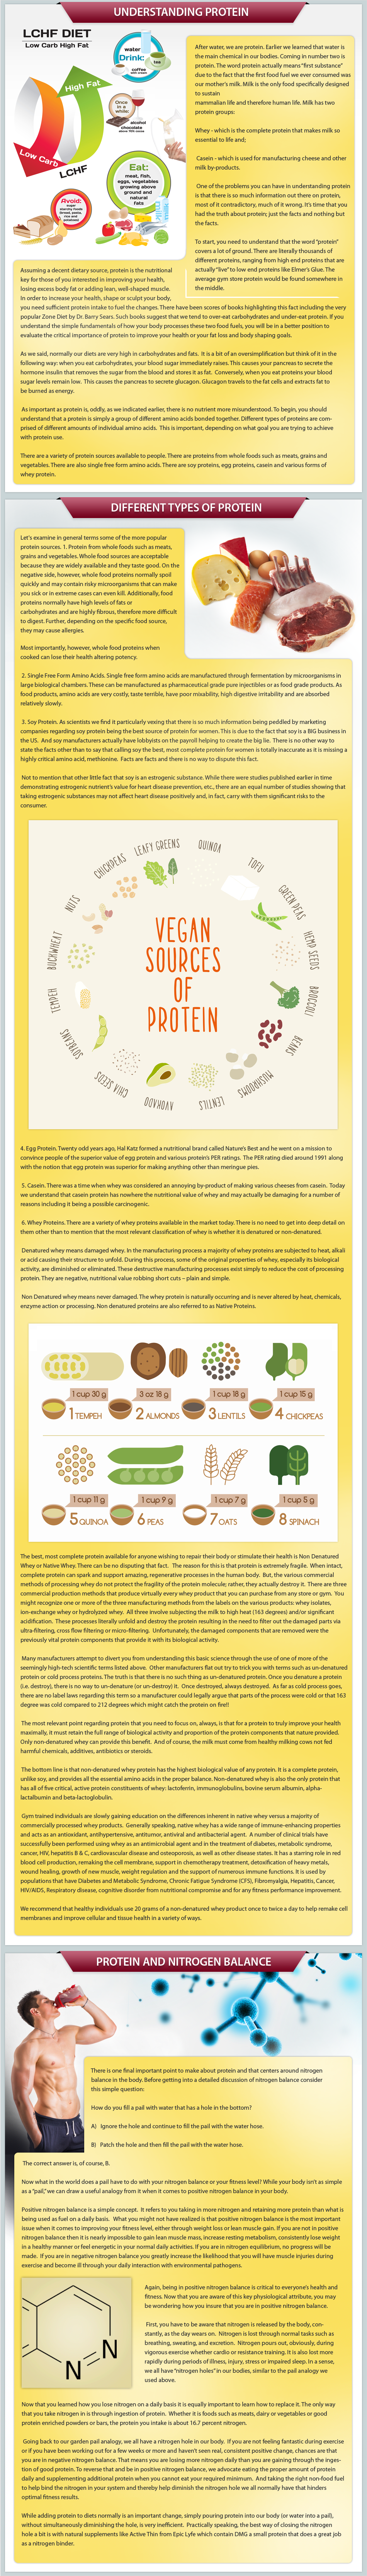 UNDERSTANDING PROTEIN
LCHF DIET
Low Carb High Fat
water
Drink:
tea
coffee
with cream
High Fat
Low Carb
LCHF
Once
in a
while:
alcohol
chocolate
above 70% cocoa
Eat:
meat, fish,
eggs, vegetables
growing above
ground and
natural
fats
Avoid:
sugar
starchy foods,
bread, pasta,
rice and
potatoes
After water, we are protein. Earlier we learned that water is
the main chemical in our bodies. Coming in number two is
protein. The word protein actually means "first substance"
due to the fact that the first food fuel we ever consumed was
our mother's milk. Milk is the only food specifically designed
to sustain
mammalian life and therefore human life. Milk has two
protein groups:
Whey - which is the complete protein that makes milk so
essential to life and;
Casein - which is used for manufacturing cheese and other
milk by-products.
One of the problems you can have in understanding protein
is that there is so much information out there on protein,
most of it contradictory, much of it wrong. It's time that you
had the truth about protein; just the facts and nothing but
the facts.
To start, you need to understand that the word "protein"
covers a lot of ground. There are literally thousands of
different proteins, ranging from high end proteins that are
actually "live" to low end proteins like Elmer's Glue. The
average gym store protein would be found somewhere in
the middle.
Assuming a decent dietary source, protein is the nutritional
key for those of you interested in improving your health,
losing excess body fat or adding lean, well-shaped muscle.
In order to increase your health, shape or sculpt your body,
you need sufficient protein intake to fuel the changes. There have been scores of books highlighting this fact including the very
popular Zone Diet by Dr. Barry Sears. Such books suggest that we tend to over-eat carbohydrates and under-eat protein. If you
understand the simple fundamentals of how your body processes these two food fuels, you will be in a better position to
evaluate the critical importance of protein to improve your health or your fat loss and body shaping goals.
As we said, normally our diets are very high in carbohydrates and fats. It is a bit of an oversimplification but think of it in the
following way: when you eat carbohydrates, your blood sugar immediately raises. This causes your pancreas to secrete the
hormone insulin that removes the sugar from the blood and stores it as fat. Conversely, when you eat proteins your blood
sugar levels remain low. This causes the pancreas to secrete glucagon. Glucagon travels to the fat cells and extracts fat to
be burned as energy.
As important as protein is, oddly, as we indicated earlier, there is no nutrient more misunderstood. To begin, you should
understand that a protein is simply a group of different amino acids bonded together. Different types of proteins are com-
prised of different amounts of individual amino acids. This is important, depending on what goal you are trying to achieve
with protein use.
There are a variety of protein sources available to people. There are proteins from whole foods such as meats, grains and
vegetables. There are also single free form amino acids. There are soy proteins, egg proteins, casein and various forms of
whey protein.
DIFFERENT TYPES OF PROTEIN
Let's examine in general terms some of the more popular
protein sources. 1. Protein from whole foods such as meats,
grains and vegetables. Whole food sources are acceptable
because they are widely available and they taste good. On the
negative side, however, whole food proteins normally spoil
quickly and may contain risky microorganisms that can make
you sick or in extreme cases can even kill. Additionally, food
proteins normally have high levels of fats or
carbohydrates and are highly fibrous, therefore more difficult
to digest. Further, depending on the specific food source,
they may cause allergies.
Most importantly, however, whole food proteins when
cooked can lose their health altering potency.
2. Single Free Form Amino Acids. Single free form amino acids are manufactured through fermentation by microorganisms in
large biological chambers. These can be manufactured as pharmaceutical grade pure injectibles or as food grade products. As
food products, amino acids are very costly, taste terrible, have poor mixability, high digestive irritability and are absorbed
relatively slowly.
3. Soy Protein. As scientists we find it particularly vexing that there is so much information being peddled by marketing
companies regarding soy protein being the best source of protein for women. This is due to the fact that soy is a BIG business in
the US. And soy manufactures actually have lobbyists on the payroll helping to create the big lie. There is no other way to
state the facts other than to say that calling soy the best, most complete protein for women is totally inaccurate as it is missing a
highly critical amino acid, methionine. Facts are facts and there is no way to dispute this fact.
Not to mention that other little fact that soy is an estrogenic substance. While there were studies published earlier in time
demonstrating estrogenic nutrient's value for heart disease prevention, etc., there are an equal number of studies showing that
taking estrogenic substances may not affect heart disease positively and, in fact, carry with them significant risks to the
consumer.
VEGAN
SOURCES
OF
PROTEIN
LEAFY GREENS
QUINOA
TOFU
GREEN PEAS
HEMP SEEDS
BROCCOLI
BEANS
MUSHROOMS
LENTILS
AVOKADO
CHIA SEEDS
SOYBEANS
TEMPEH
BUCKWHEAT
NUTS
CHICKPEAS
4. Egg Protein. Twenty odd years ago, Hal Katz formed a nutritional brand called Nature's Best and he went on a mission to
convince people of the superior value of egg protein and various protein's PER ratings. The PER rating died around 1991 along
with the notion that egg protein was superior for making anything other than meringue pies.
5. Casein. There was a time when whey was considered an annoying by-product of making various cheeses from casein. Today
we understand that casein protein has nowhere the nutritional value of whey and may actually be damaging for a number of
reasons including it being a possible carcinogenic.
6. Whey Proteins. There are a variety of whey proteins available in the market today. There is no need to get into deep detail on
them other than to mention that the most relevant classification of whey is whether it is denatured or non-denatured.
Denatured whey means damaged whey. In the manufacturing process a majority of whey proteins are subjected to heat, alkali
or acid causing their structure to unfold. During this process, some of the original properties of whey, especially its biological
activity, are diminished or eliminated. These destructive manufacturing processes exist simply to reduce the cost of processing
protein. They are negative, nutritional value robbing short cuts – plain and simple.
Non Denatured whey means never damaged. The whey protein is naturally occurring and is never altered by heat, chemicals,
enzyme action or processing. Non denatured proteins are also referred to as Native Proteins.
1 cup 30 g
1 TEMPEH
3 oz 18 g
2 ALMONDS
1 cup 18 g
3 LENTILS
1 cup 15 g
4 CHICKPEAS
1 cup 11 g
5 QUINOA
1 cup 9 g
6 PEAS
1 cup 7 g
7 OATS
1 cup 5 g
8 SPINACH
The best, most complete protein available for anyone wishing to repair their body or stimulate their health is Non Denatured
Whey or Native Whey. There can be no disputing that fact. The reason for this is that protein is extremely fragile. When intact,
complete protein can spark and support amazing, regenerative processes in the human body. But, the various commercial
methods of processing whey do not protect the fragility of the protein molecule; rather, they actually destroy it. There are three
commercial production methods that produce virtually every whey product that you can purchase from any store or gym. You
might recognize one or more of the three manufacturing methods from the labels on the various products: whey isolates,
ion-exchange whey or hydrolized whey. All thee involve subjecting the milk to high heat (163 degrees) and/or significant
acidification. These processes literally unfold and destroy the protein resulting in the need to filter out the damaged parts via
ultra-filtering, cross flow filtering or micro-filtering. Unfortunately, the damaged components that are removed were the
previously vital protein components that provide it with its biological activity.
Many manufacturers attempt to divert you from understanding this basic science through the use of one of more of the
seemingly high-tech scientific terms listed above. Other manufacturers flat out try to trick you with terms such as un-denatured
protein or cold process proteins. The truth is that there is no such thing as un-denatured protein. Once you denature a protein
(i.e. destroy), there is no way to un-denature (or un-destroy) it. Once destroyed, always destroyed. As far as cold process goes,
there are no label laws regarding this term so a manufacturer could legally argue that parts of the process were cold or that 163
degree was cold compared to 212 degrees which might catch the protein on fire!!
The most relevant point regarding protein that you need to focus on, always, is that for a protein to truly improve your health
maximally, it must retain the full range of biological activity and proportion of the protein components that nature provided.
Only non-denatured whey can provide this benefit. And of course, the milk must come from healthy milking cows not fed
harmful chemicals, additives, antibiotics or steroids.
The bottom line is that non-denatured whey protein has the highest biological value of any protein. It is a complete protein,
unlike soy, and provides all the essential amino acids in the proper balance. Non-denatured whey is also the only protein that
has all of five critical, active protein constituents of whey: lactoferrin, immunoglobulins, bovine serum albumin, alpha-
lactalbumin and beta-lactoglobulin.
Gym trained individuals are slowly gaining education on the differences inherent in native whey versus a majority of
commercially processed whey products. Generally speaking, native whey has a wide range of immune-enhancing properties
and acts as an antioxidant, antihypertensive, antitumor, antiviral and antibacterial agent. A number of clinical trials have
successfully been performed using whey as an antimicrobial agent and in the treatment of diabetes, metabolic syndrome,
cancer, HIV, hepatitis B & C, cardiovascular disease and osteoporosis, as well as other disease states. It has a starring role in red
blood cell production, remaking the cell membrane, support in chemotherapy treatment, detoxification of heavy metals,
wound healing, growth of new muscle, weight regulation and the support of numerous immune functions. It is used by
populations that have Diabetes and Metabolic Syndrome, Chronic Fatigue Syndrome (CFS), Fibromyalgia, Hepatitis, Cancer,
HIV/AIDS, Respiratory disease, cognitive disorder from nutritional compromise and for any fitness performance improvement.
We recommend that healthy individuals use 20 grams of a non-denatured whey product once to twice a day to help remake cell
membranes and improve cellular and tissue health in a variety of ways.
PROTEIN AND NITROGEN BALANCE
There is one final important point to make about protein and that centers around nitrogen
balance in the body. Before getting into a detailed discussion of nitrogen balance consider
this simple question:
How do you fill a pail with water that has a hole in the bottom?
A) Ignore the hole and continue to fill the pail with the water hose.
B) Patch the hole and then fill the pail with the water hose.
The correct answer is, of course, B.
Now what in the world does a pail have to do with your nitrogen balance or your fitness level? While your body isn't as simple
as a "pail," we can draw a useful analogy from it when it comes to positive nitrogen balance in your body.
Positive nitrogen balance is a simple concept. It refers to you taking in more nitrogen and retaining more protein than what is
being used as fuel on a daily basis. What you might not have realized is that positive nitrogen balance is the most important
issue when it comes to improving your fitness level, either through weight loss or lean muscle gain. If you are not in positive
nitrogen balance then it is nearly impossible to gain lean muscle mass, increase resting metabolism, consistently lose weight
in a healthy manner or feel energetic in your normal daily activities. If you are in nitrogen equilibrium, no progress will be
made. If you are in negative nitrogen balance you greatly increase the likelihood that you will have muscle injuries during
exercise and become ill through your daily interaction with environmental pathogens.
N
N
Again, being in positive nitrogen balance is critical to everyone's health and
fitness. Now that you are aware of this key physiological attribute, you may
be wondering how you insure that you are in positive nitrogen balance.
First, you have to be aware that nitrogen is released by the body, con-
stantly, as the day wears on. Nitrogen is lost through normal tasks such as
breathing, sweating, and excretion. Nitrogen pours out, obviously, during
vigorous exercise whether cardio or resistance training. It is also lost more
rapidly during periods of illness, injury, stress or impaired sleep. In a sense,
we all have "nitrogen holes" in our bodies, similar to the pail analogy we
used above.
Now that you learned how you lose nitrogen on a daily basis it is equally important to learn how to replace it. The only way
that you take nitrogen in is through ingestion of protein. Whether it is foods such as meats, dairy or vegetables or good
protein enriched powders or bars, the protein you intake is about 16.7 percent nitrogen.
Going back to our garden pail analogy, we all have a nitrogen hole in our body. If you are not feeling fantastic during exercise
or if you have been working out for a few weeks or more and haven't seen real, consistent positive change, chances are that
you are in negative nitrogen balance. That means you are losing more nitrogen daily than you are gaining through the inges-
tion of good protein. To reverse that and be in positive nitrogen balance, we advocate eating the proper amount of protein
daily and supplementing additional protein when you cannot eat your required minimum. And taking the right non-food fuel
to help bind the nitrogen in your system and thereby help diminish the nitrogen hole we all normally have that hinders
optimal fitness results.
While adding protein to diets normally is an important change, simply pouring protein into our body (or water into a pail),
without simultaneously diminishing the hole, is very inefficient. Practically speaking, the best way of closing the nitrogen
hole a bit is with natural supplements like Active Thin from Epic Lyfe which contain DMG a small protein that does a great job
as a nitrogen binder.